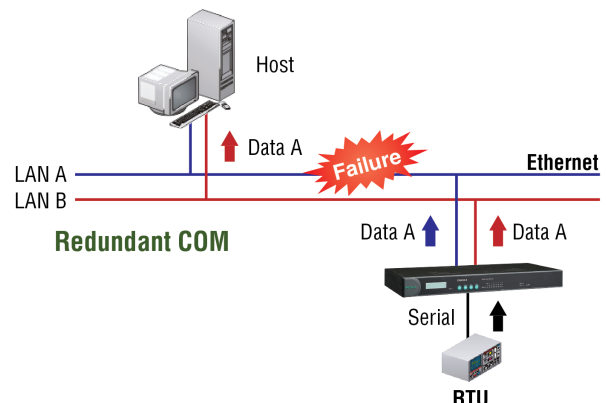 Host
Data A
Failure
Ethernet
LAN A
LAN B
Redundant COM
Data A
Data A
Serial
RTU